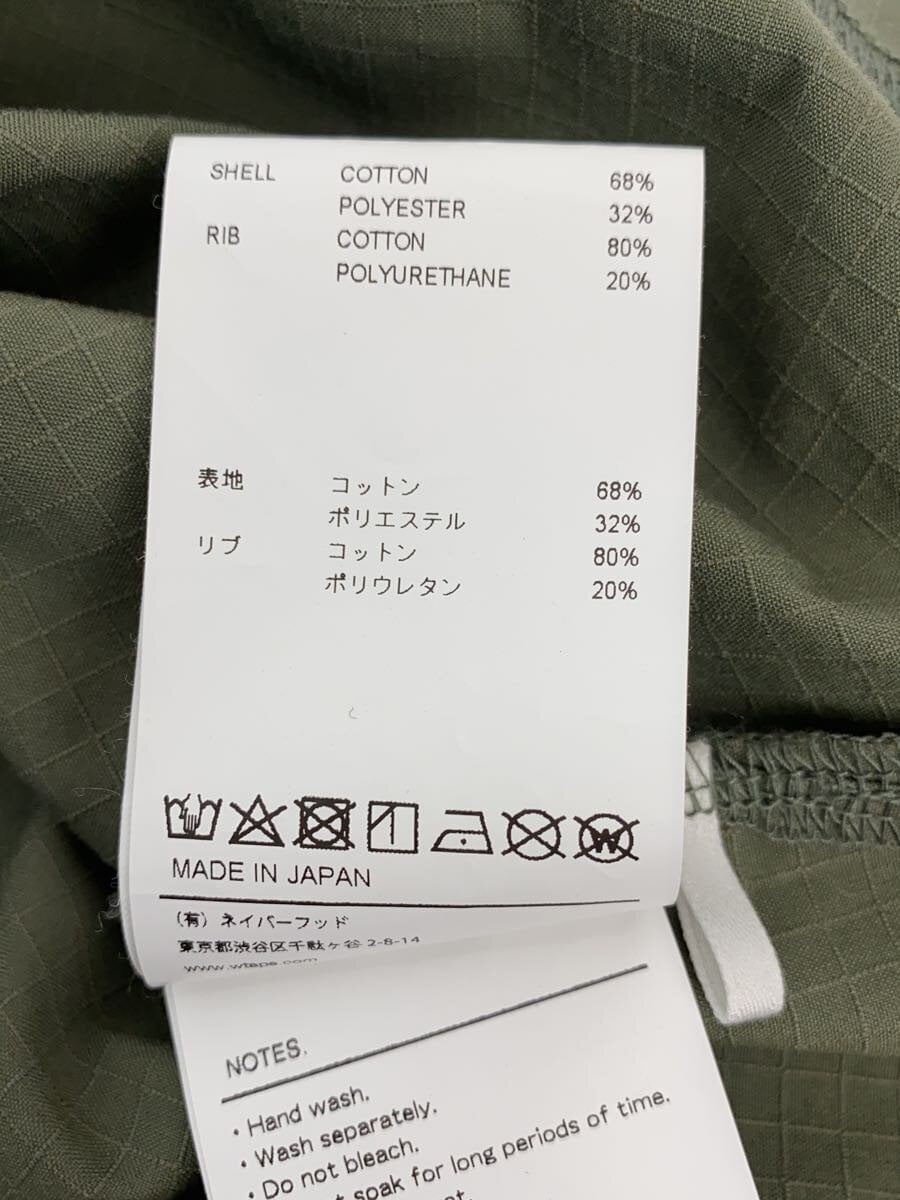 SHELL COTTON 68%
POLYESTER 32%
RIB COTTON 80%
POLYURETHANE 20%
表地 コットン 68%
ポリエステル 32%
リブ コットン 80%
ポリウレタン 20%
W
MADE IN JAPAN
(有) ネイバーフッド
東京都渋谷区千駄ヶ谷 2-8-14
www.wtaps.com
NOTES.
・Hand wash.
・Wash separately.
・Do not bleach.
soak for long periods of time.